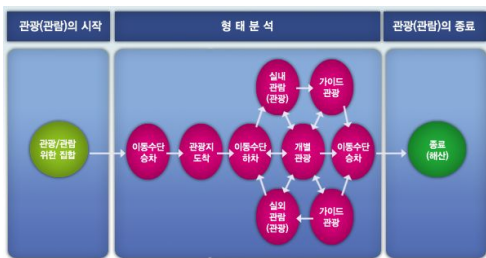 관광(관람)의 시작
형 태 분 석
관광(관람)의 종료
실내
관람
(관광)
가이드
관광
관광/관람
위한 집합
이동수단
승차
관광지
도착
이동수단
하차
개별
관광
이동수단
승차
종료
(해산)
실외
관람
(관광)
가이드
관광